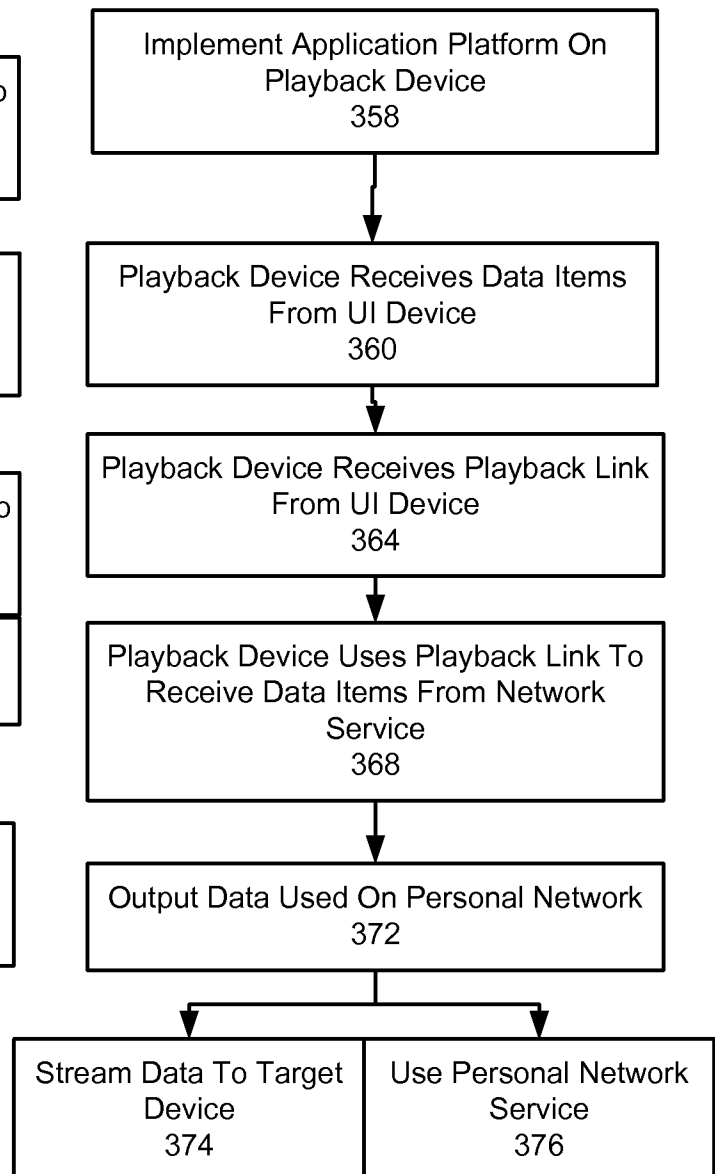 Implement Application Platform On
Playback Device
358
Playback Device Receives Data Items
From UI Device
360
Playback Device Receives Playback Link
From UI Device
364
Playback Device Uses Playback Link To
Receive Data Items From Network
Service
368
Output Data Used On Personal Network
372
Stream Data To Target
Device
374
Use Personal Network
Service
376